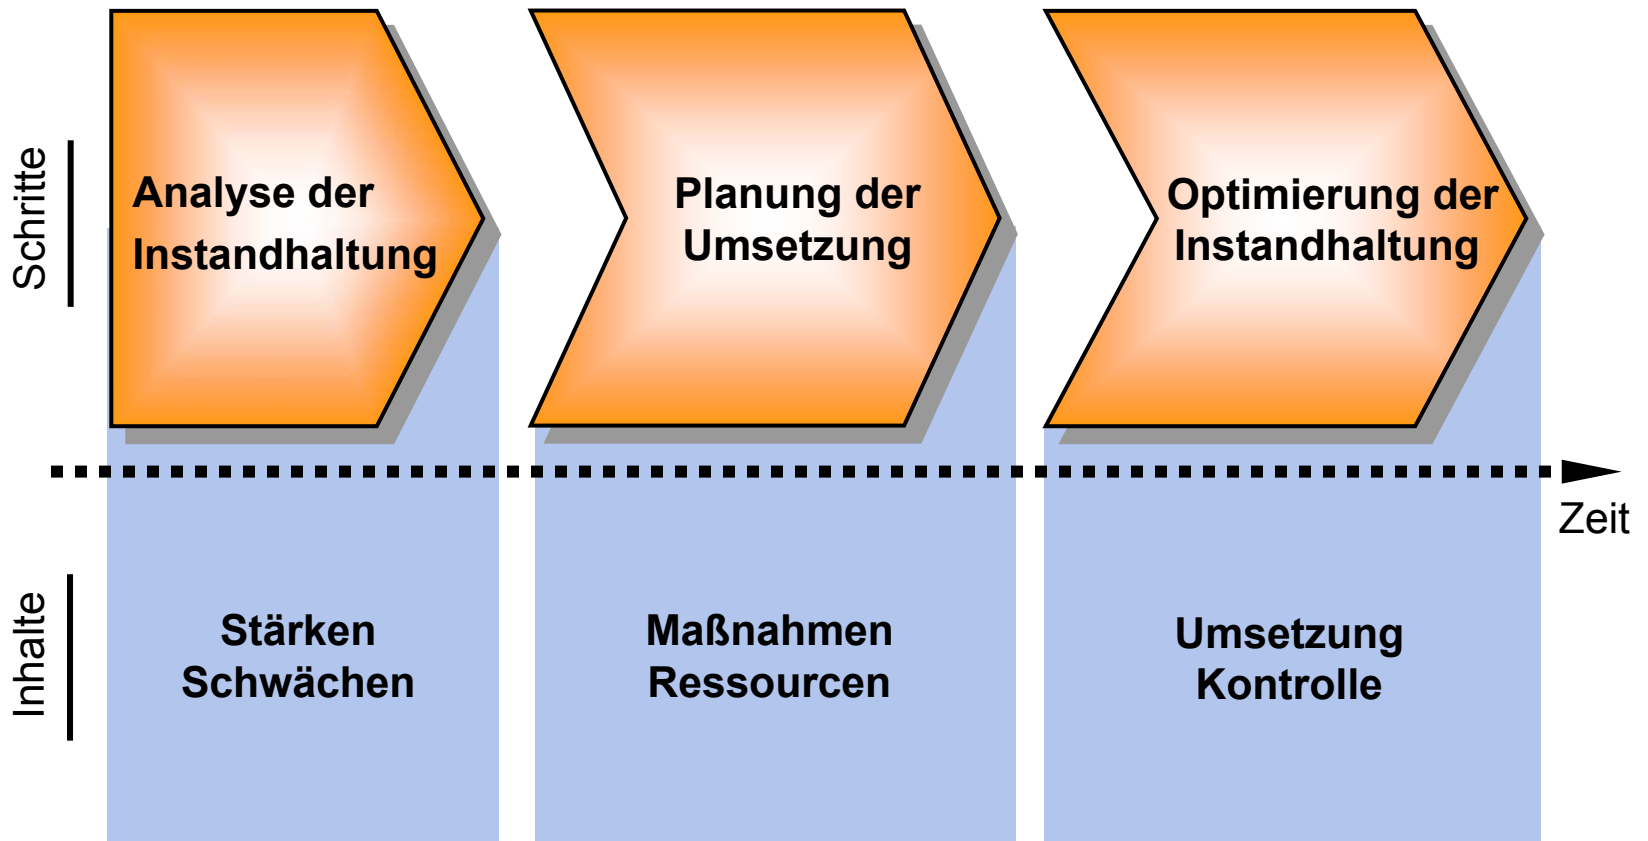 Schritte
Analyse der
Instandhaltung
Planung der
Umsetzung
Optimierung der
Instandhaltung
Zeit
Inhalte
Stärken
Schwächen
Maßnahmen
Ressourcen
Umsetzung
Kontrolle